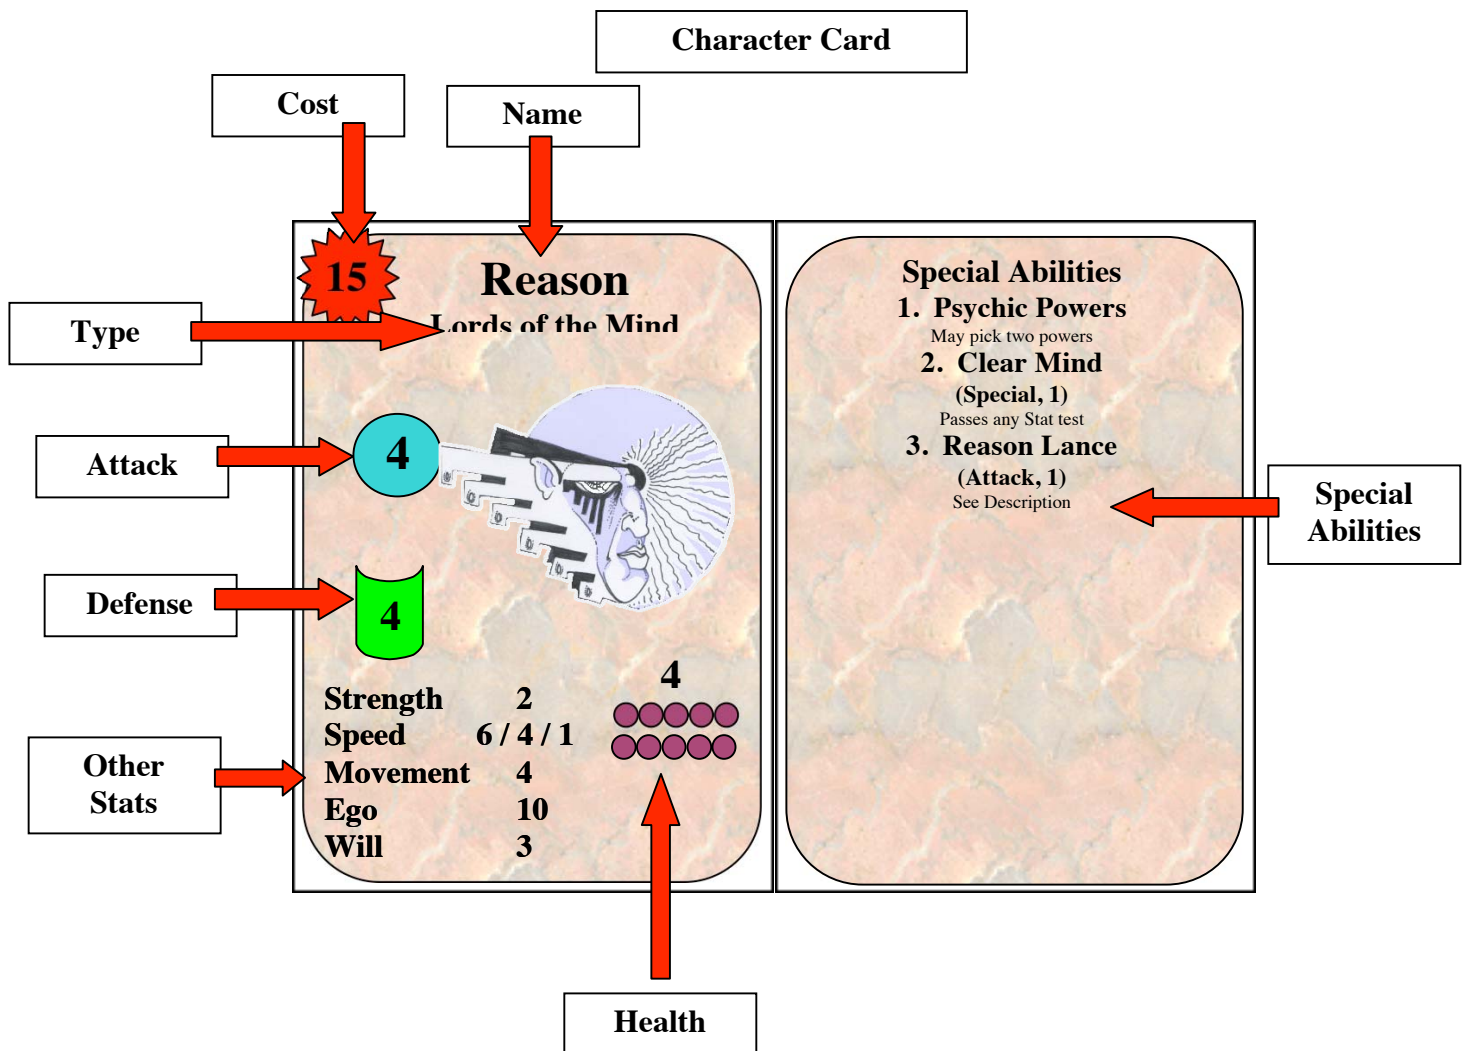 Character Card
Cost
Name
15
Reason
Lords of the Mind
Type
Attack
4
Defense
4
4
Strength 2
Speed 6 / 4 / 1
Movement 4
Ego 10
Will 3
Other
Stats
Health
Special Abilities
1. Psychic Powers
May pick two powers
2. Clear Mind
(Special, 1)
Passes any Stat test
3. Reason Lance
(Attack, 1)
See Description
Special
Abilities